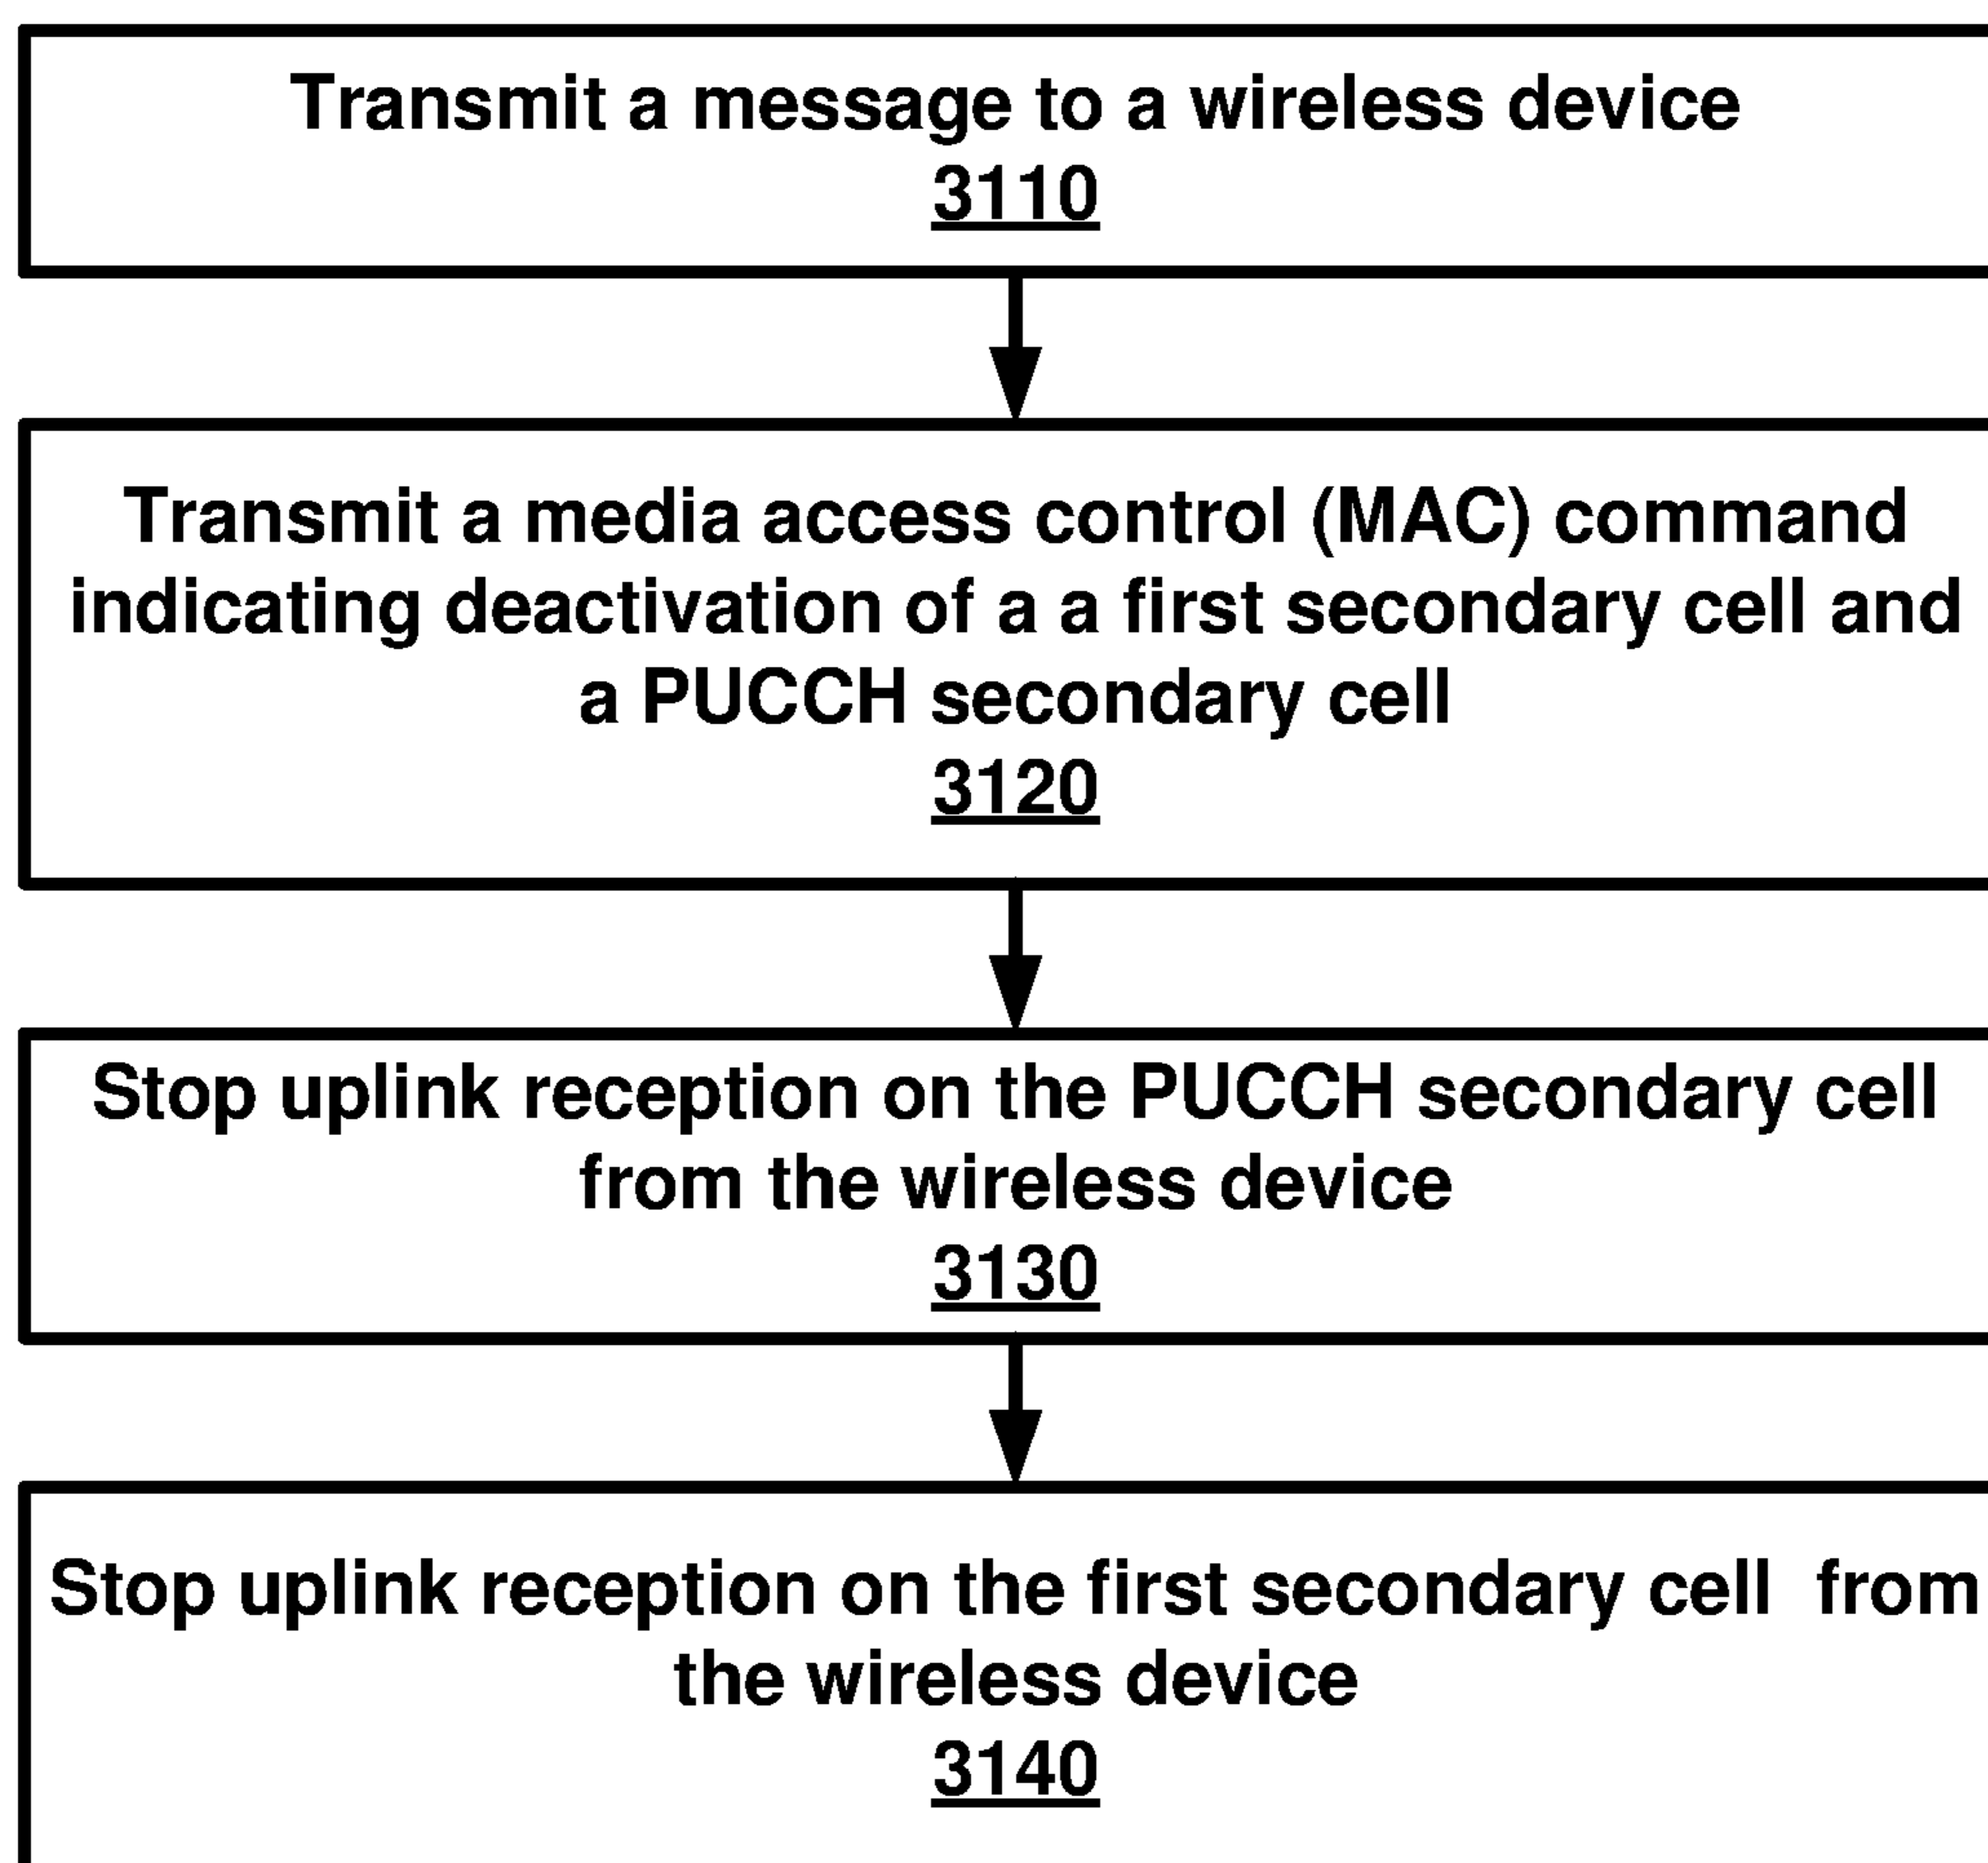 Transmit a message to a wireless device
3110
Transmit a media access control (MAC) command
indicating deactivation of a a first secondary cell and
a PUCCH secondary cell
3120
Stop uplink reception on the PUCCH secondary cell
from the wireless device
3130
Stop uplink reception on the first secondary cell from
the wireless device
3140